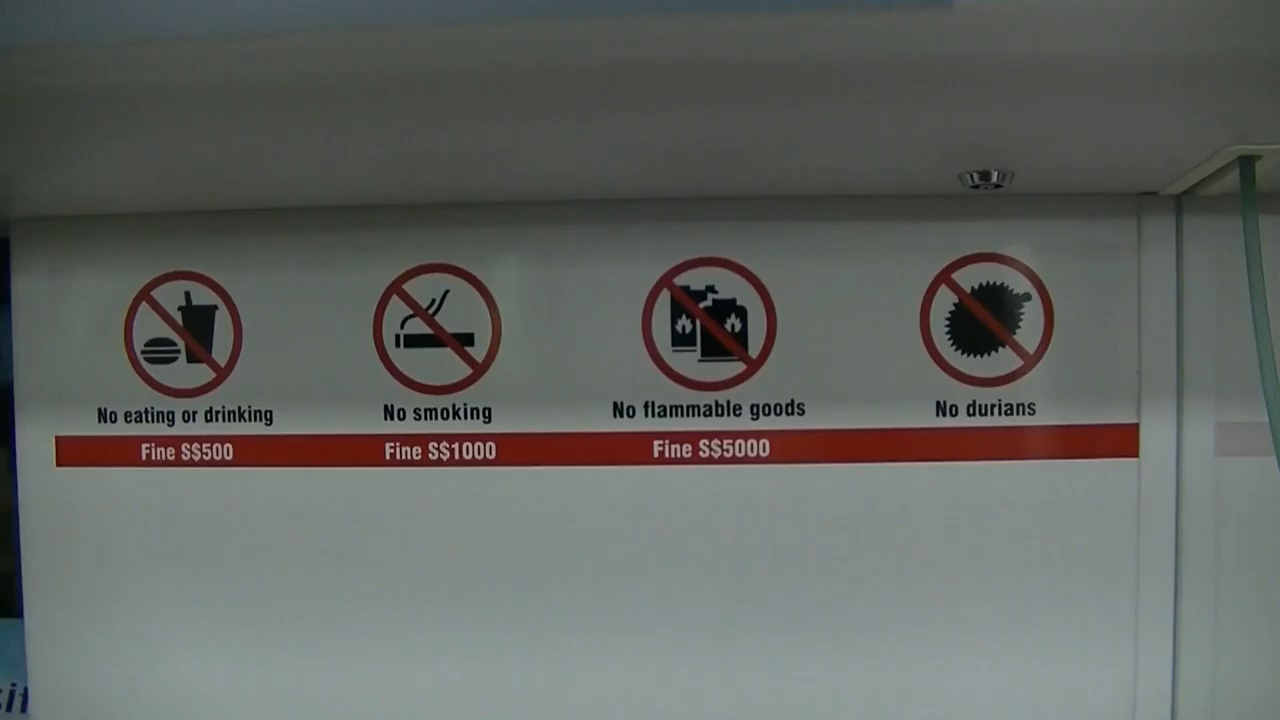 No eating or drinking
Fine S$500
No smoking
Fine S$1000
No flammable goods
Fine S$5000
No durians